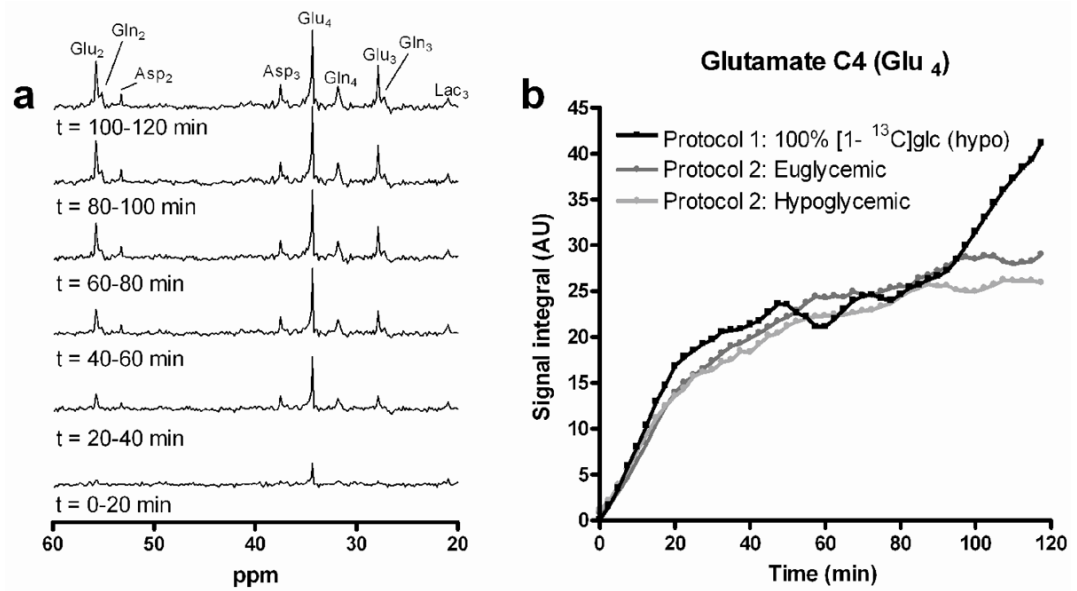 a
Glu2
Gln2
Asp2
Asp3
Glu4
Gln4
Glu3
Gln3
Lac3
t = 100-120 min
t = 80-100 min
t = 60-80 min
t = 40-60 min
t = 20-40 min
t = 0-20 min
60 50 40 30 20
ppm
b
Glutamate C4 (Glu 4)
Protocol 1: 100% [1- 13C]glc (hypo)
Protocol 2: Euglycemic
Protocol 2: Hypoglycemic
Signal integral (AU)
45
40
35
30
25
20
15
10
5
0
0 20 40 60 80 100 120
Time (min)